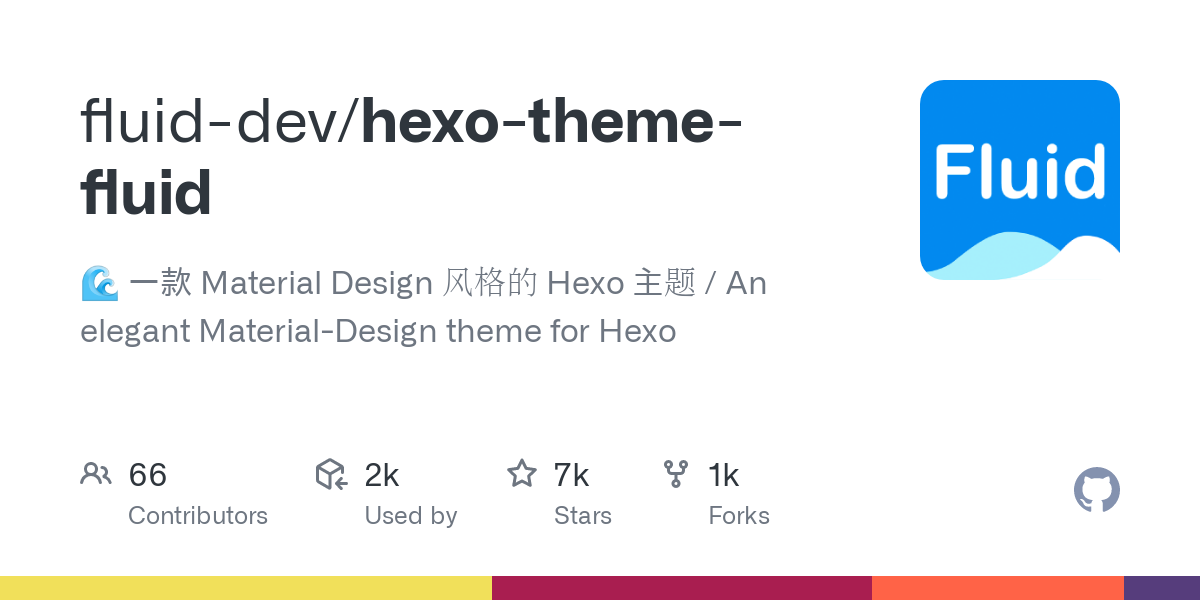 fluid-dev/hexo-theme-
fluid
Fluid
🌊 一款 Material Design 风格的 Hexo 主题 / An
elegant Material-Design theme for Hexo
66
Contributors
2k
Used by
7k
Stars
1k
Forks